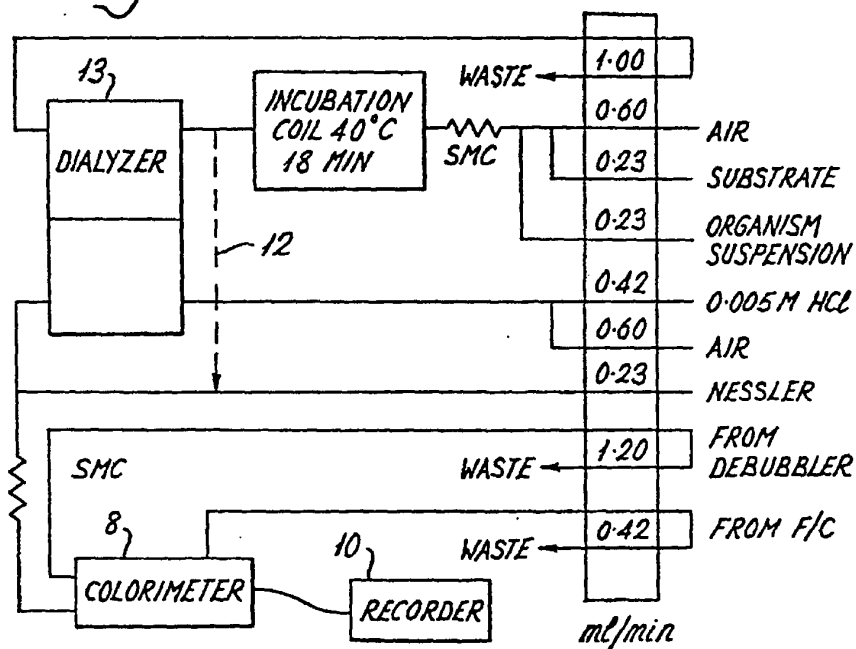 1.00
WASTE
13
INCUBATION
COIL 40°C
18 MIN
0.60
AIR
DIALYZER
SMC
0.23
SUBSTRATE
0.23
ORGANISM
SUSPENSION
12
0.42
0.005M HCl
0.60
AIR
0.23
NESSLER
1.20
FROM
DEBUBBLER
SMC
WASTE
8
10
0.42
FROM F/C
WASTE
COLORIMETER
RECORDER
ml/min